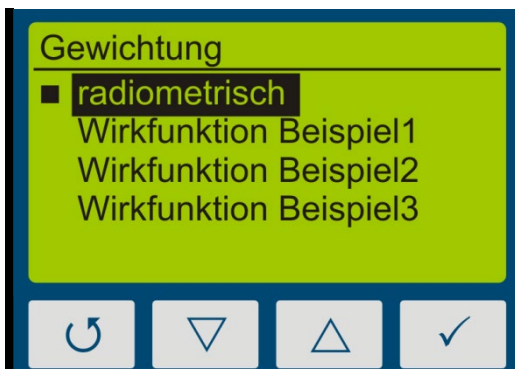 Gewichtung
radiometrisch
Wirkfunktion Beispiel1
Wirkfunktion Beispiel2
Wirkfunktion Beispiel3